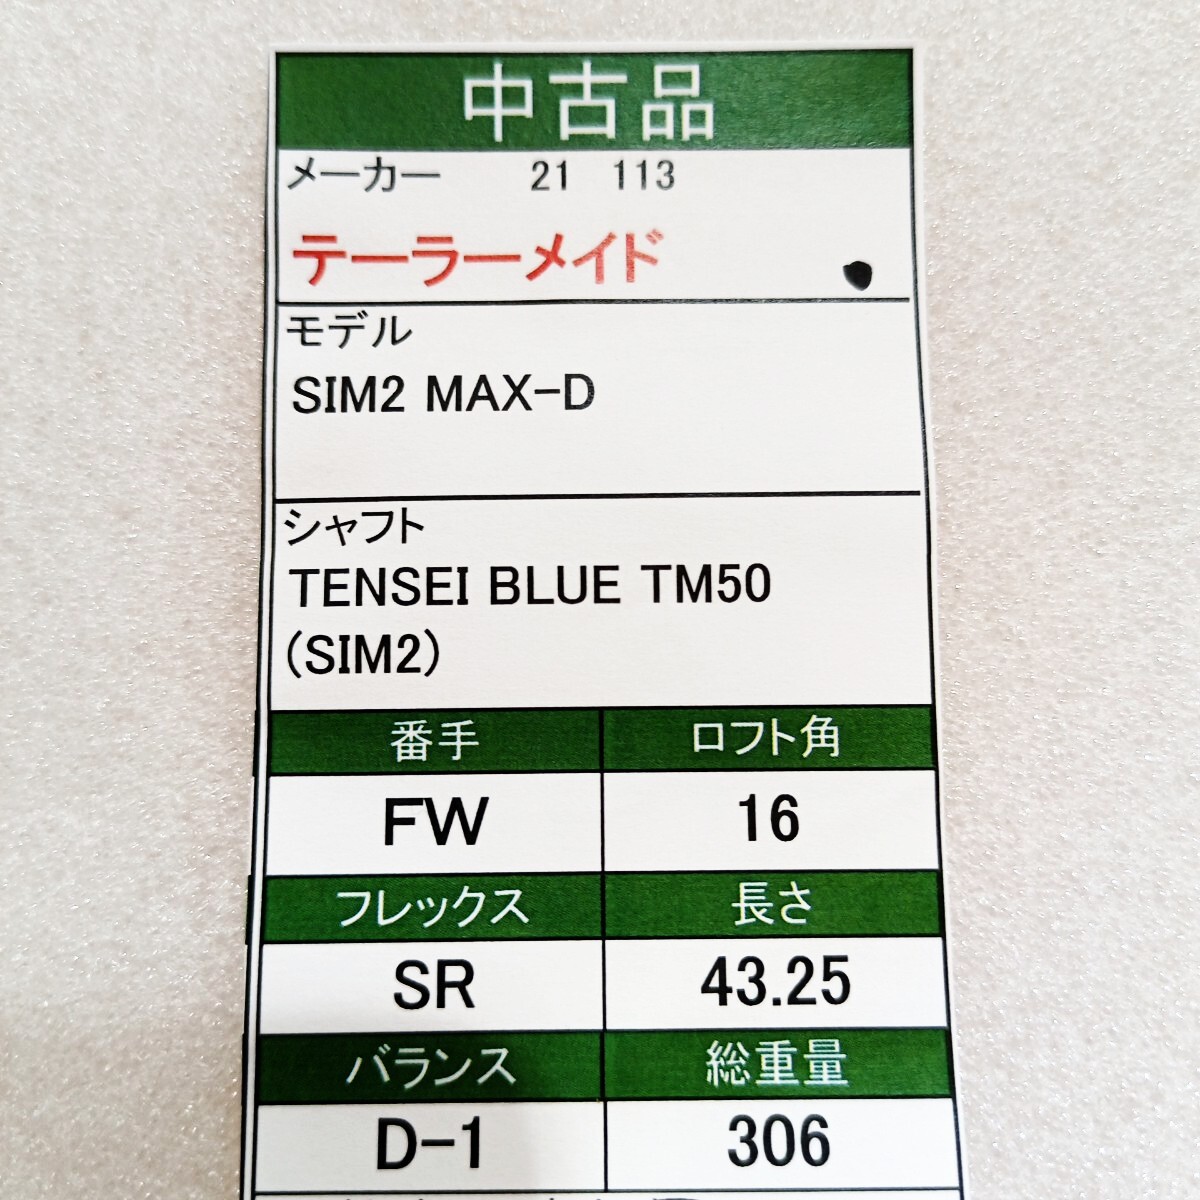 中古品
メーカー 21 113
テーラーメイド
モデル
SIM2 MAX-D
シャフト
TENSEI BLUE TM50
(SIM2)
番手 ロフト角
FW 16
フレックス 長さ
SR 43.25
バランス 総重量
D-1 306